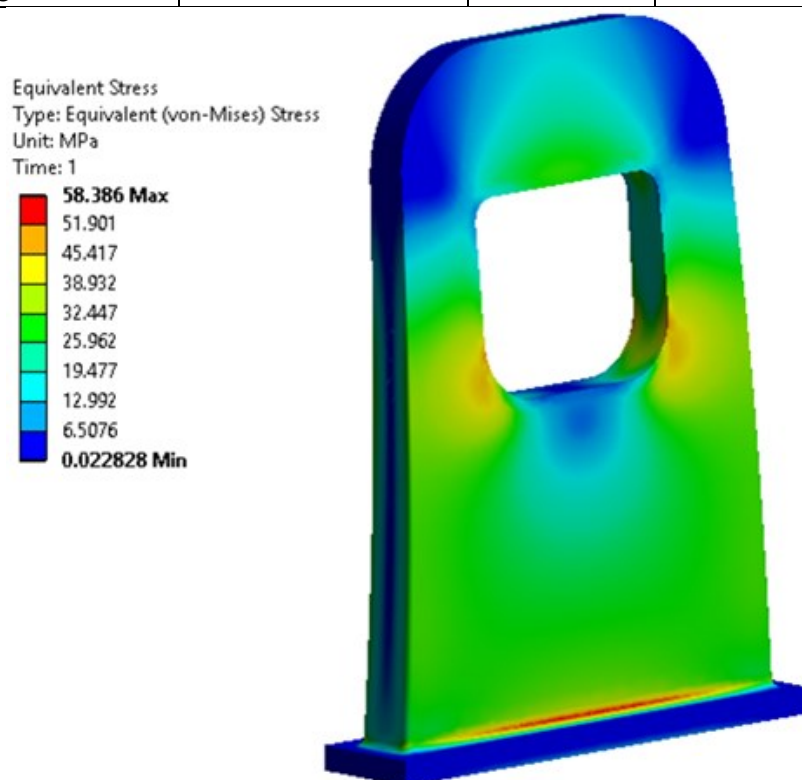 Equivalent Stress
Type: Equivalent (von-Mises) Stress
Unit: MPa
Time: 1
58.386 Max
51.901
45.417
38.932
32.447
25.962
19.477
12.992
6.5076
0.022828 Min